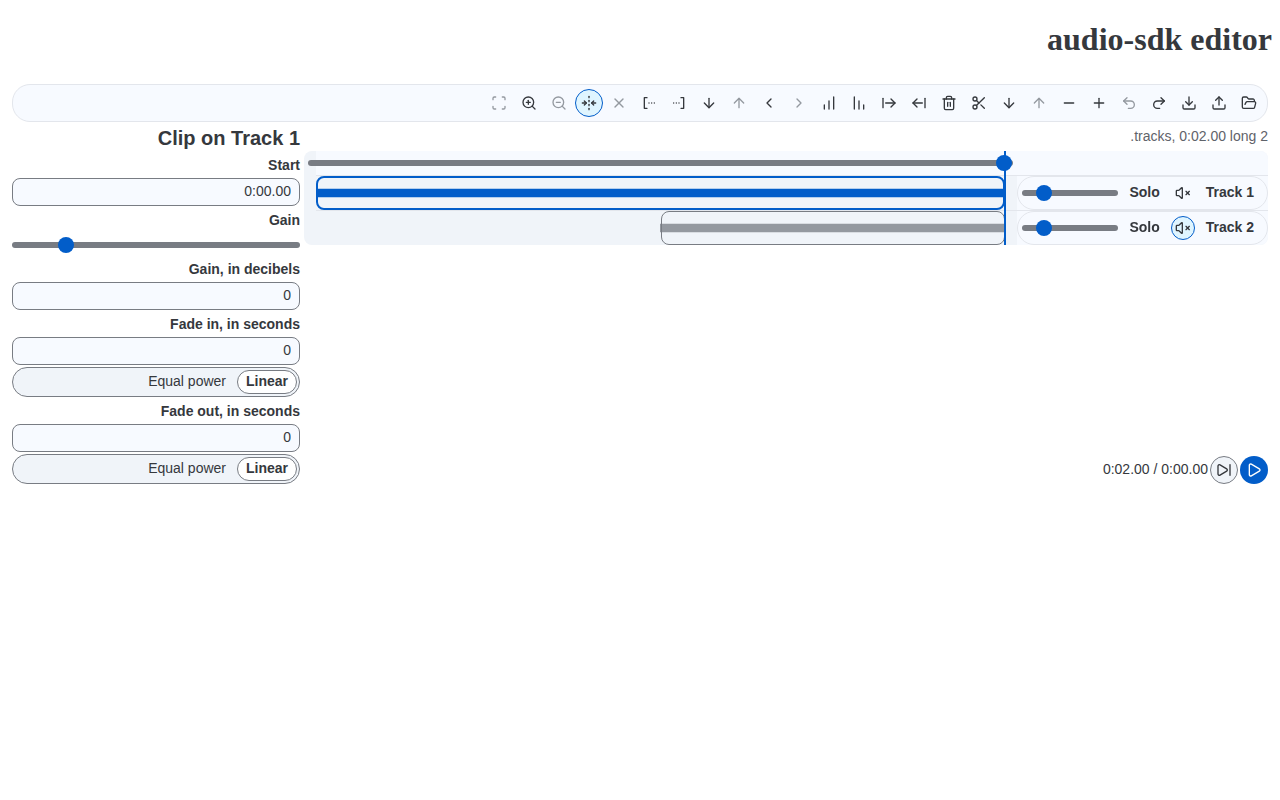 audio-sdk editor
Clip on Track 1
.tracks, 0:02.00 long 2
Start
0:00.00
Gain
Solo
Track 1
Solo
Track 2
Gain, in decibels
0
Fade in, in seconds
0
Equal power
Linear
Fade out, in seconds
0
Equal power
Linear
0:02.00 / 0:00.00